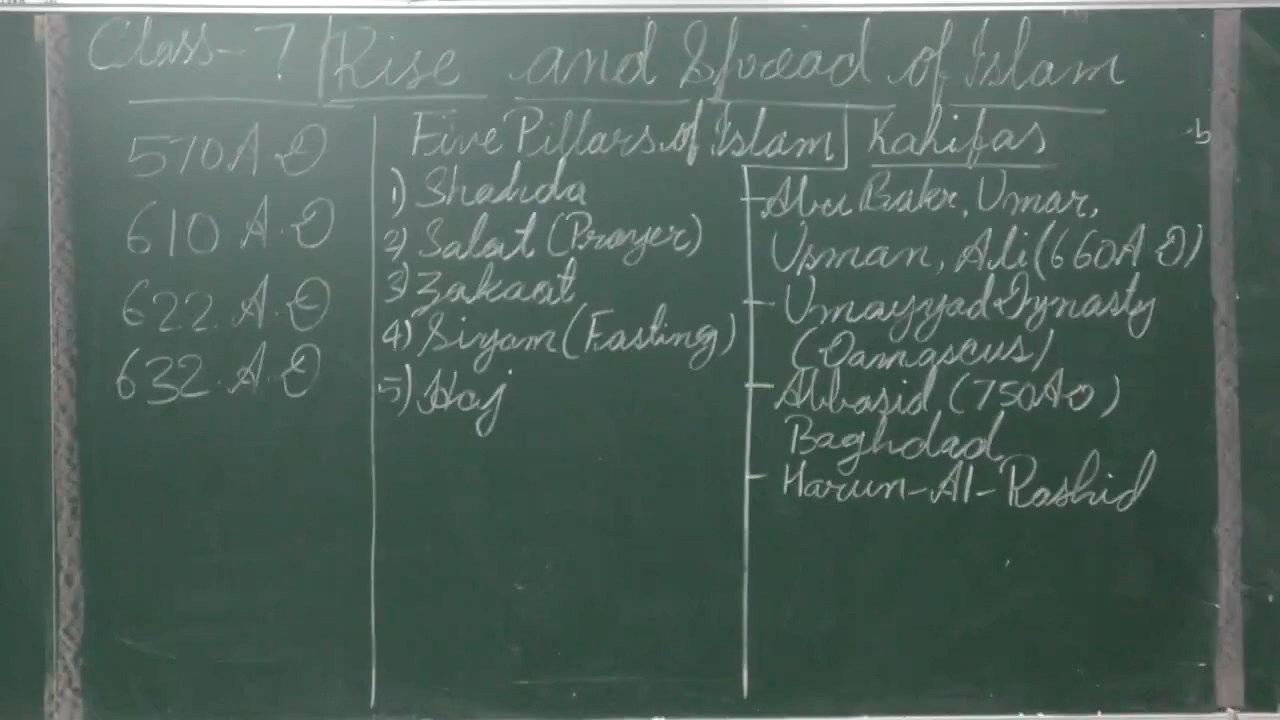 Class-7 | Rise and Spread of Islam
570 A.D
610 A.D
622 A.D
632 A.D
Five Pillars of Islam
1) Shahda
2) Salat (Prayer)
3) Zakaat
4) Siyam (Fasting)
5) Haj
Kahifas
- Abu Bakr, Umar,
Usman, Ali (660 A.D)
- Umayyad Dynasty
(Damascus)
- Abbasid (750 AD)
Baghdad
- Harun-Al-Rashid